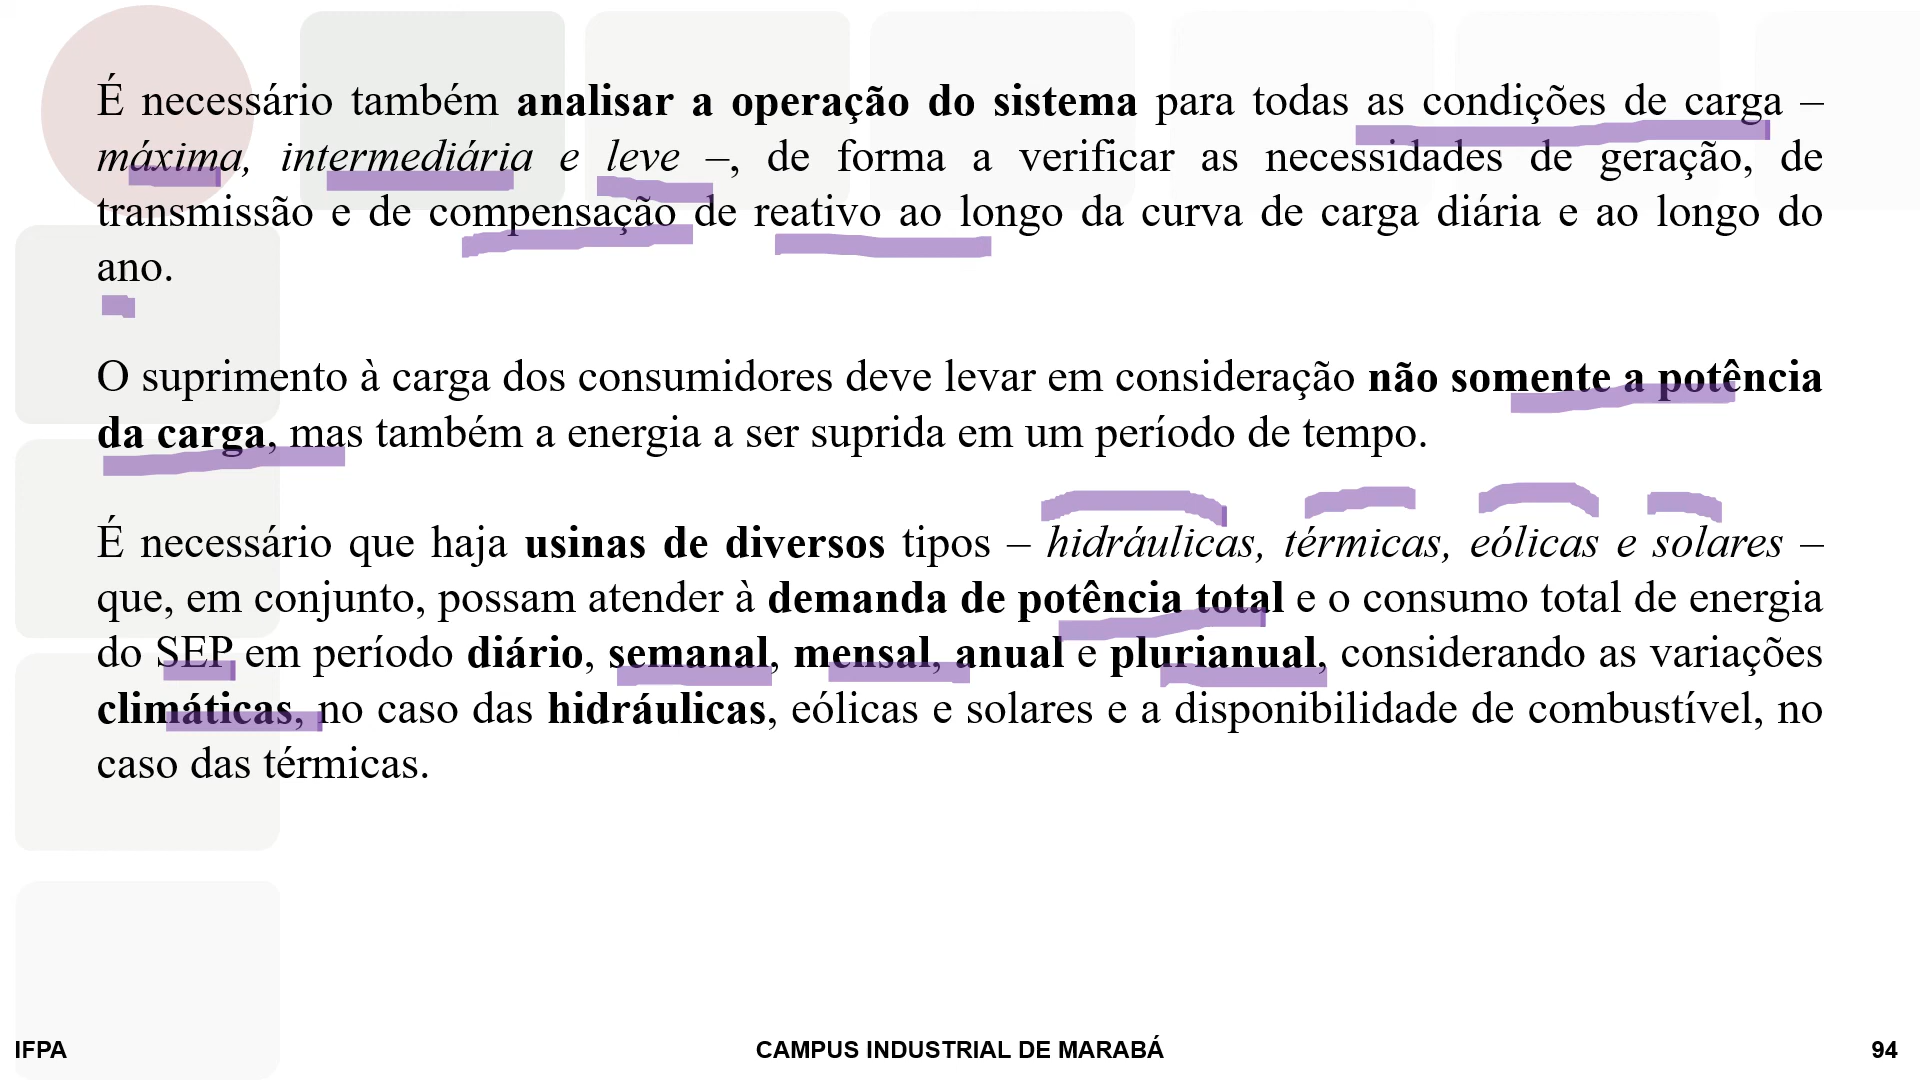 É necessário também analisar a operação do sistema para todas as condições de carga –
máxima, intermediária e leve –, de forma a verificar as necessidades de geração, de
transmissão e de compensação de reativo ao longo da curva de carga diária e ao longo do
ano.
O suprimento à carga dos consumidores deve levar em consideração não somente a potência
da carga, mas também a energia a ser suprida em um período de tempo.
É necessário que haja usinas de diversos tipos – hidráulicas, térmicas, eólicas e solares –
que, em conjunto, possam atender à demanda de potência total e o consumo total de energia
do SEP em período diário, semanal, mensal, anual e plurianual, considerando as variações
climáticas, no caso das hidráulicas, eólicas e solares e a disponibilidade de combustível, no
caso das térmicas.
IFPA
CAMPUS INDUSTRIAL DE MARABÁ
94